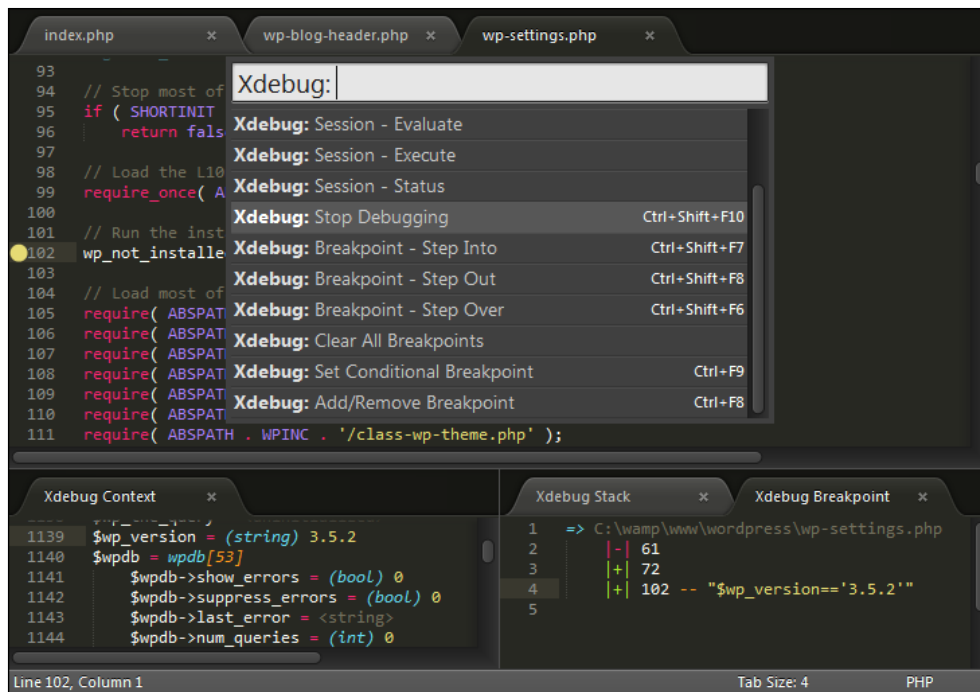 index.php × wp-blog-header.php × wp-settings.php ×
93
94 // Stop most of
95 if ( SHORTINIT
96 return fals
97
98 // Load the L10
99 require_once( A
100
101 // Run the inst
102 wp_not_installe
103
104 // Load most of
105 require( ABSPATH
106 require( ABSPATH
107 require( ABSPATH
108 require( ABSPATH
109 require( ABSPATH
110 require( ABSPATH
111 require( ABSPATH . WPINC . '/class-wp-theme.php' );
Xdebug:
Xdebug: Session - Evaluate
Xdebug: Session - Execute
Xdebug: Session - Status
Xdebug: Stop Debugging Ctrl+Shift+F10
Xdebug: Breakpoint - Step Into Ctrl+Shift+F7
Xdebug: Breakpoint - Step Out Ctrl+Shift+F8
Xdebug: Breakpoint - Step Over Ctrl+Shift+F6
Xdebug: Clear All Breakpoints
Xdebug: Set Conditional Breakpoint Ctrl+F9
Xdebug: Add/Remove Breakpoint Ctrl+F8
Xdebug Context ×
1139 $wp_version = (string) 3.5.2
1140 $wpdb = wpdb[53]
1141 $wpdb->show_errors = (bool) 0
1142 $wpdb->suppress_errors = (bool) 0
1143 $wpdb->last_error = <string>
1144 $wpdb->num_queries = (int) 0
Xdebug Stack × Xdebug Breakpoint ×
1 => C:\wamp\www\wordpress\wp-settings.php
2 |-| 61
3 |+| 72
4 |+| 102 -- "$wp_version=='3.5.2'"
5
Line 102, Column 1 Tab Size: 4 PHP